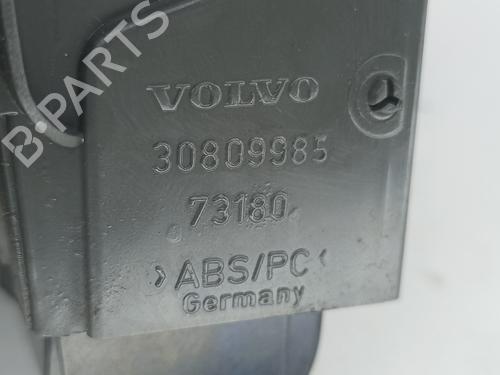 B-PARTS
VOLVO
30809985
73180
>ABS/PC<
Germany